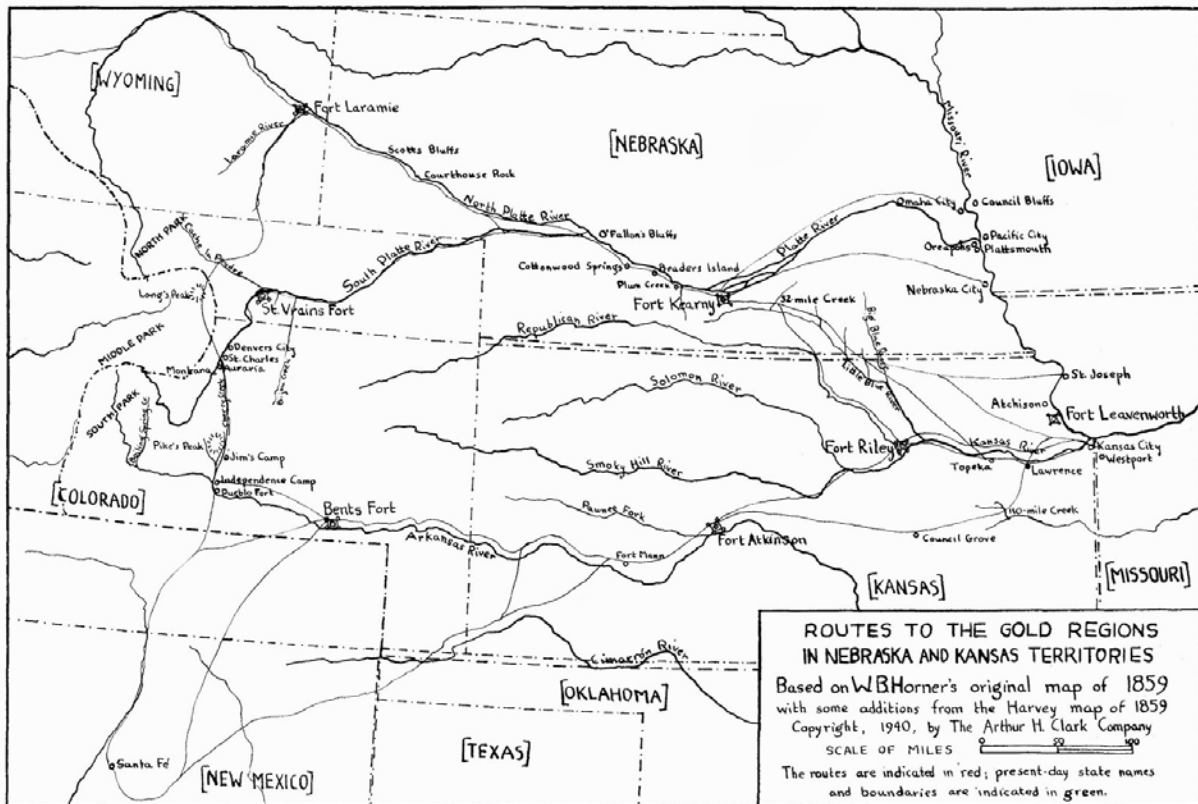 [WYOMING]
Fort Laramie
Laramie River
Scotts Bluffs
Courthouse Rock
[NEBRASKA]
Missouri River
[IOWA]
North Platte River
Fallon's Bluffs
Platte River
Omaha City
Council Bluffs
Pacific City
Oreapolis
Plattsmouth
NORTH PARK
Cache la Poudre
South Platte River
Cottonwood Springs
Braders Island
Plum Creek
Fort Kearny
Nebraska City
Long's Peak
St. Vrains Fort
32-mile Creek
Big Blue River
Little Blue River
Republican River
MIDDLE PARK
Denvers City
St. Charles
Auraria
Montana
Cherry Creek
St. Joseph
Solomon River
Atchison
Fort Leavenworth
SOUTH PARK
Boiling Spring Cr.
Pike's Peak
Jim's Camp
Fort Riley
Kansas River
Kansas City
Westport
Topeka
Lawrence
Smoky Hill River
[COLORADO]
Independence Camp
Pueblo Fort
Bents Fort
Pawnee Fork
110-mile Creek
Arkansas River
Fort Mann
Fort Atkinson
Council Grove
[KANSAS]
[MISSOURI]
Cimarron River
[OKLAHOMA]
[TEXAS]
Santa Fé
[NEW MEXICO]
ROUTES TO THE GOLD REGIONS
IN NEBRASKA AND KANSAS TERRITORIES
Based on W B Horner's original map of 1859
with some additions from the Harvey map of 1859
Copyright, 1940, by The Arthur H. Clark Company
SCALE OF MILES 0 50 100
The routes are indicated in red; present-day state names
and boundaries are indicated in green.